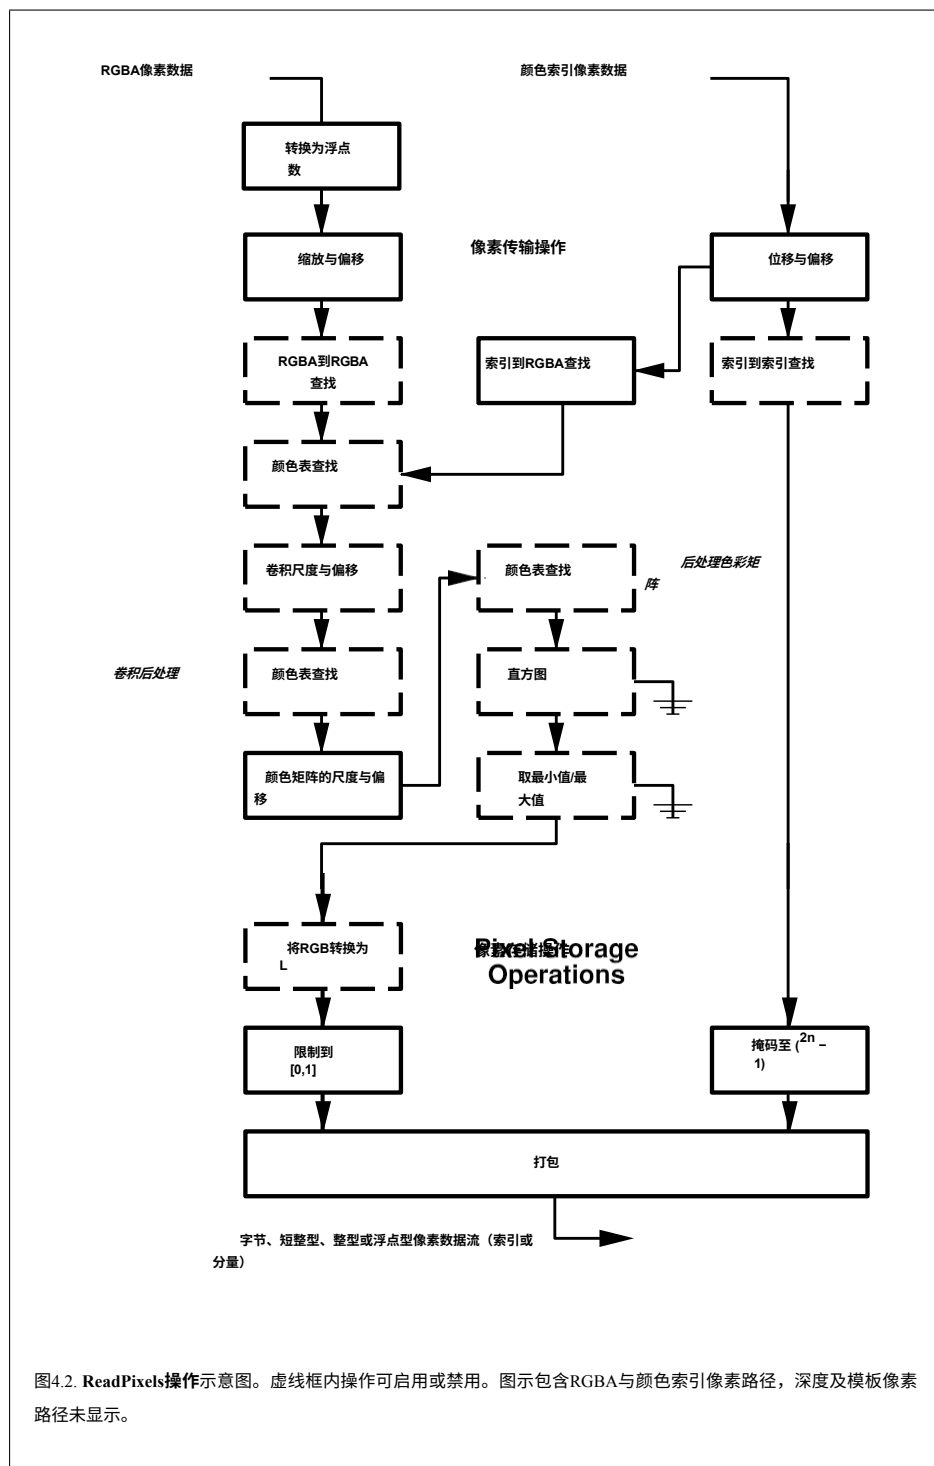 RGBA像素数据
颜色索引像素数据
转换为浮点
数
缩放与偏移
像素传输操作
位移与偏移
RGBA到RGBA
查找
索引到RGBA查找
索引到索引查找
颜色表查找
卷积尺度与偏移
颜色表查找
后处理色彩矩
阵
卷积后处理
颜色表查找
直方图
颜色矩阵的尺度与偏
移
取最小值/最
大值
将RGB转换为
L
像素存储操作
Pixel Storage
Operations
限制到
[0,1]
掩码至 (2n −
1)
打包
字节、短整型、整型或浮点型像素数据流（索引或
分量）
图4.2. ReadPixels操作示意图。虚线框内操作可启用或禁用。图示包含RGBA与颜色索引像素路径，深度及模板像素
路径未显示。